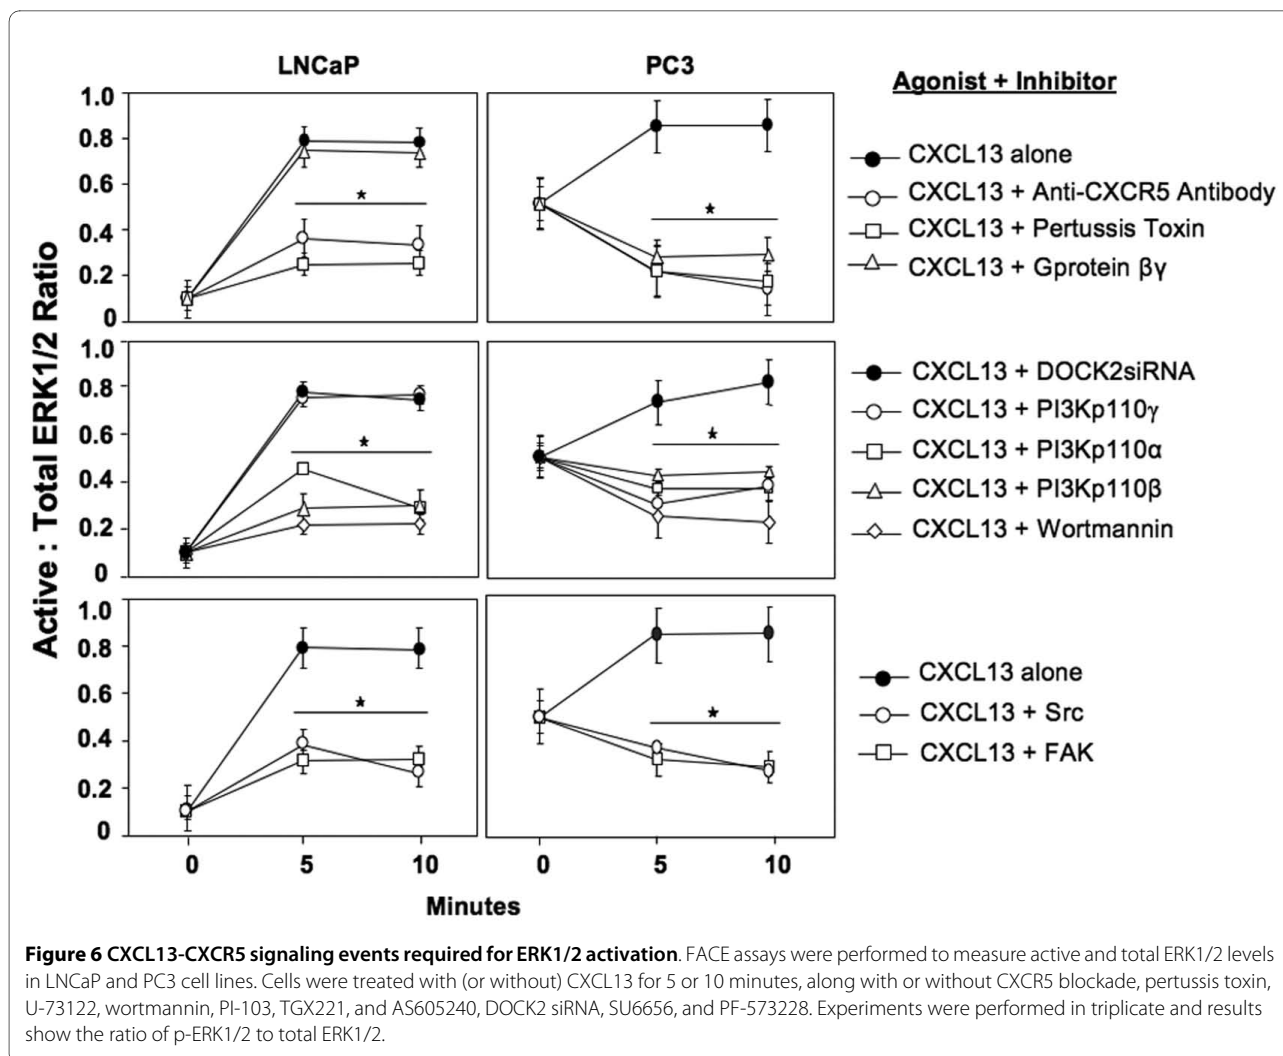 LNCaP PC3
Agonist + Inhibitor
Active : Total ERK1/2 Ratio
1.0
0.8
0.6
0.4
0.2
0
*
*
CXCL13 alone
CXCL13 + Anti-CXCR5 Antibody
CXCL13 + Pertussis Toxin
CXCL13 + Gprotein βγ
1.0
0.8
0.6
0.4
0.2
0
*
*
CXCL13 + DOCK2siRNA
CXCL13 + PI3Kp110γ
CXCL13 + PI3Kp110α
CXCL13 + PI3Kp110β
CXCL13 + Wortmannin
1.0
0.8
0.6
0.4
0.2
0
*
*
CXCL13 alone
CXCL13 + Src
CXCL13 + FAK
0 5 10 0 5 10
Minutes
Figure 6 CXCL13-CXCR5 signaling events required for ERK1/2 activation. FACE assays were performed to measure active and total ERK1/2 levels
in LNCaP and PC3 cell lines. Cells were treated with (or without) CXCL13 for 5 or 10 minutes, along with or without CXCR5 blockade, pertussis toxin,
U-73122, wortmannin, PI-103, TGX221, and AS605240, DOCK2 siRNA, SU6656, and PF-573228. Experiments were performed in triplicate and results
show the ratio of p-ERK1/2 to total ERK1/2.